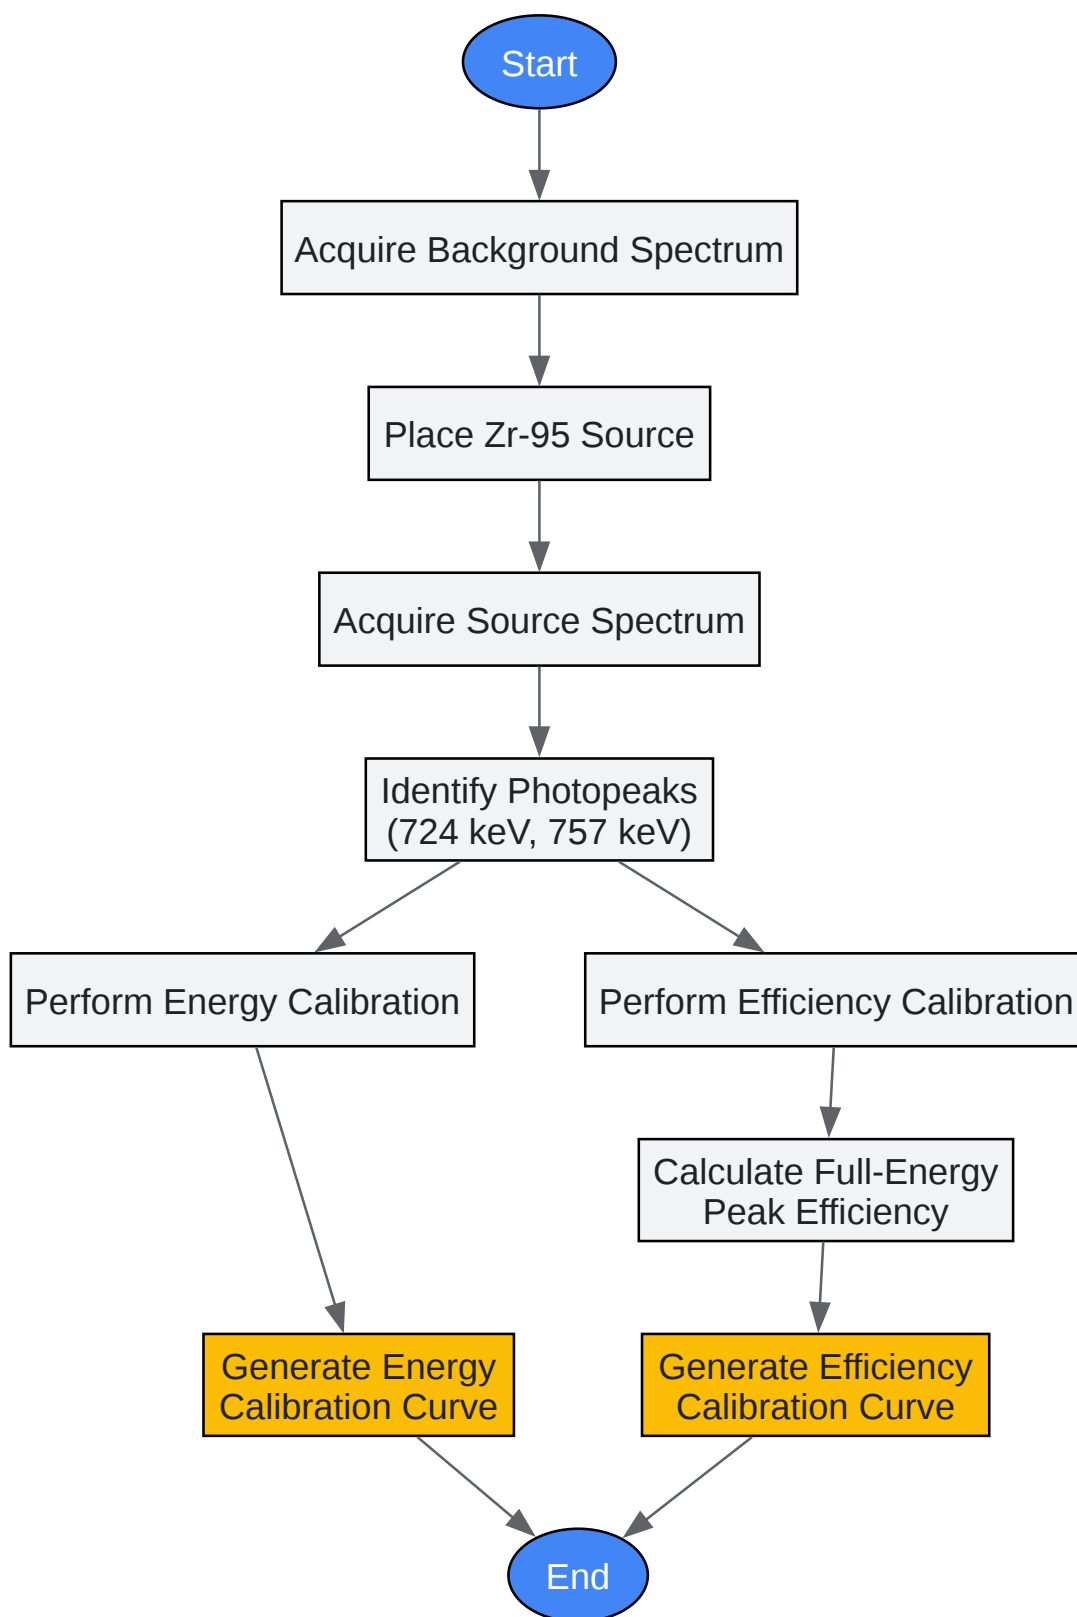 Start
Acquire Background Spectrum
Place Zr-95 Source
Acquire Source Spectrum
Identify Photopeaks
(724 keV, 757 keV)
Perform Energy Calibration
Perform Efficiency Calibration
Calculate Full-Energy
Peak Efficiency
Generate Energy
Calibration Curve
Generate Efficiency
Calibration Curve
End